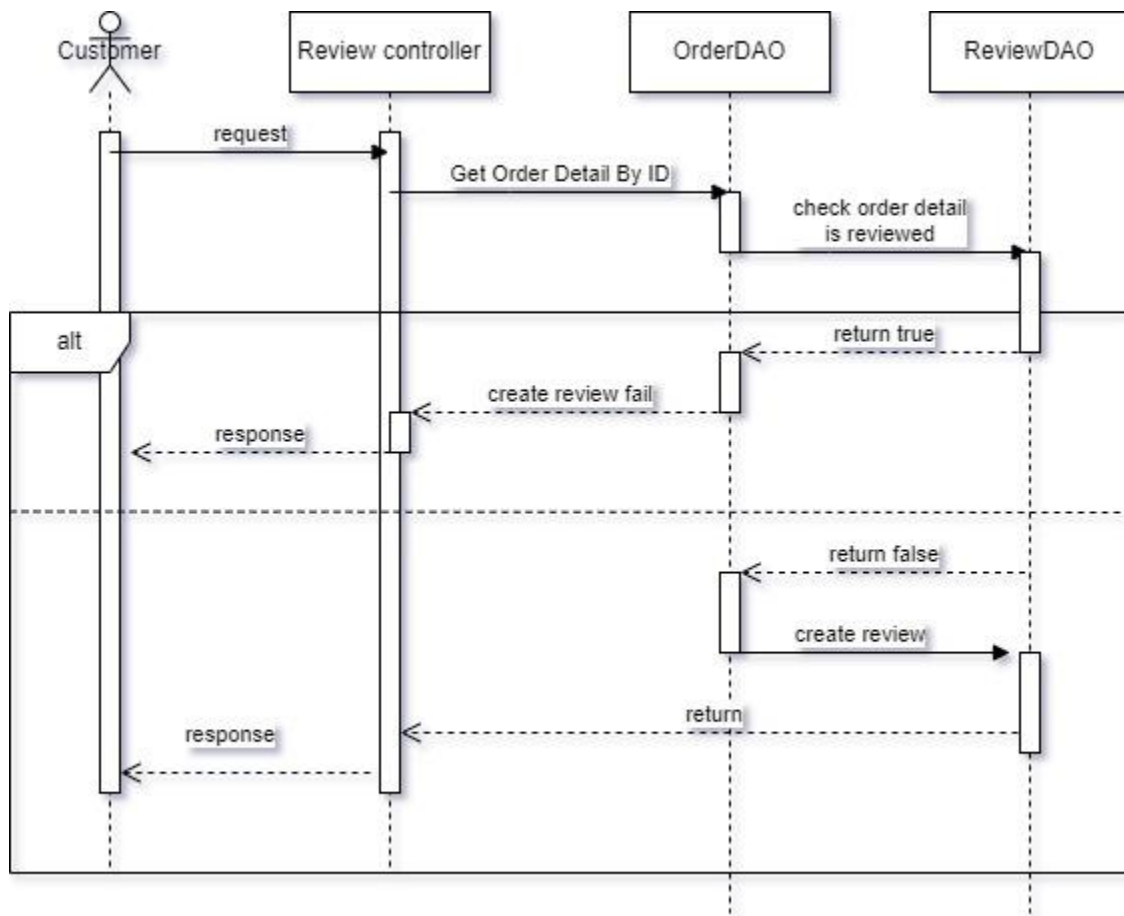 Customer
Review controller
OrderDAO
ReviewDAO
request
Get Order Detail By ID
check order detail
is reviewed
alt
return true
create review fail
response
return false
create review
return
response